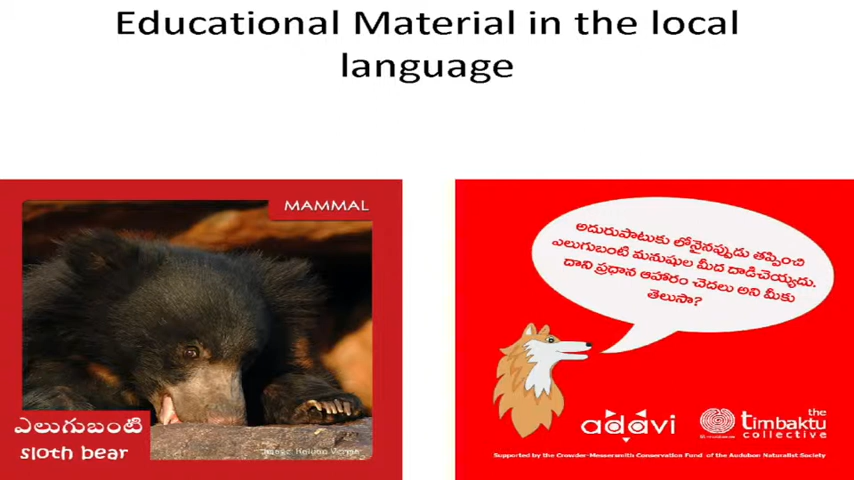 Educational Material in the local
language
MAMMAL
ఎలుగుబంటి
sloth bear
అదురుపాటుకు లోనైనప్పుడు తప్పించి
ఎలుగుబంటి మనుషుల మీద దాడిచెయ్యదు.
దాని ప్రధాన ఆహారం చెదలు అని మీకు
తెలుసా?
adavi
the
timbaktu
collective
Supported by the Crowder-Messersmith Conservation Fund of the Audubon Naturalist Society